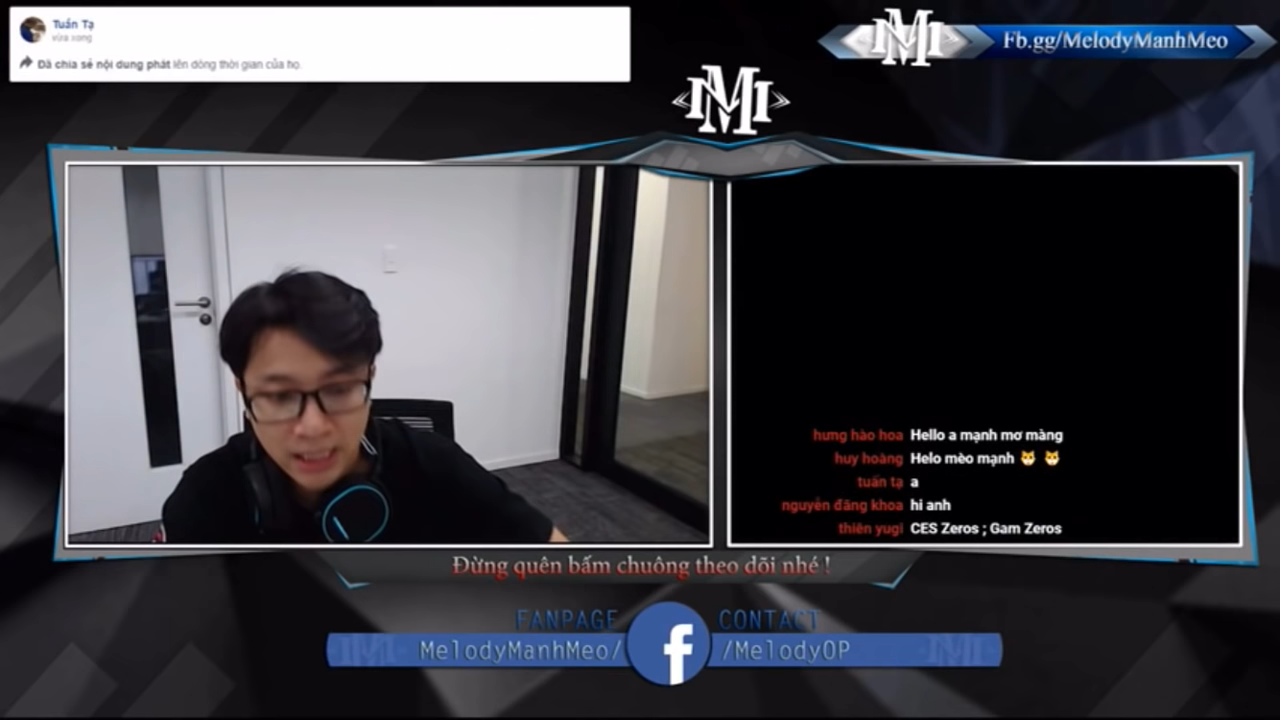 Tuấn Tạ
vừa xong
Đã chia sẻ nội dung phát lên dòng thời gian của họ.
Fb.gg/MelodyManhMeo
hưng hào hoa Hello a mạnh mơ màng
huy hoàng Helo mèo mạnh 🐱 🐱
tuấn tạ a
nguyễn đăng khoa hi anh
thiên yugi CES Zeros ; Gam Zeros
Đừng quên bấm chuông theo dõi nhé !
FANPAGE CONTACT
MelodyManhMeo/ /MelodyOP